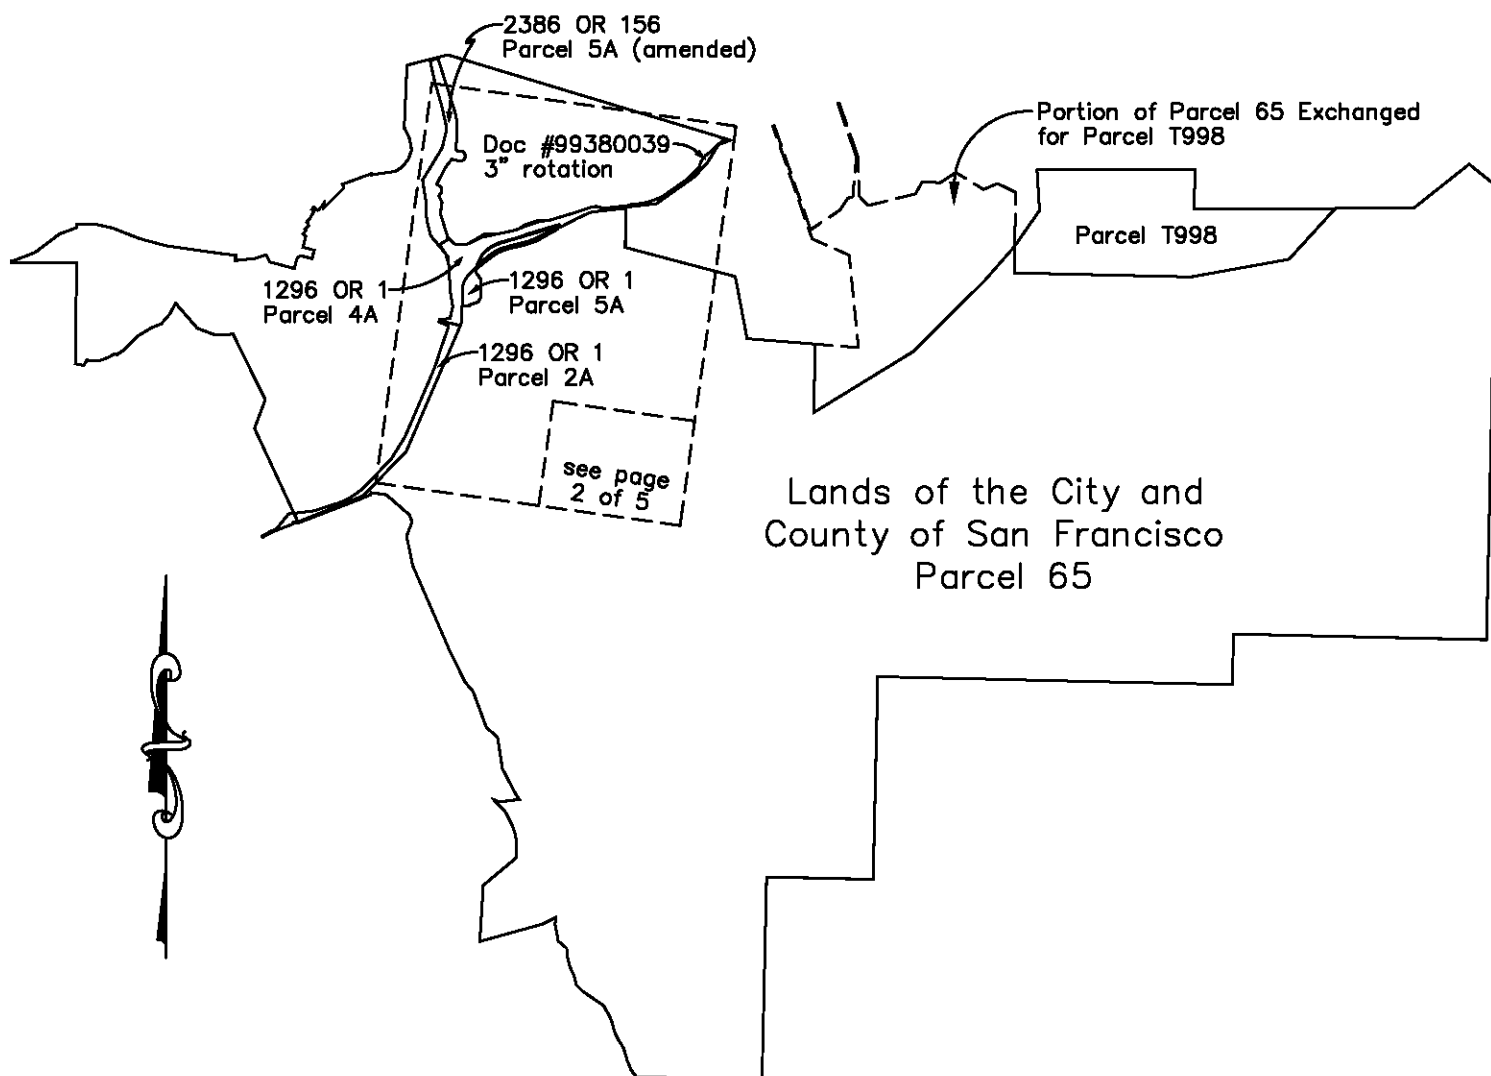 2386 OR 156
Parcel 5A (amended)
Portion of Parcel 65 Exchanged
for Parcel T998
Doc #99380039
3" rotation
Parcel T998
1296 OR 1
Parcel 4A
1296 OR 1
Parcel 5A
1296 OR 1
Parcel 2A
see page
2 of 5
Lands of the City and
County of San Francisco
Parcel 65